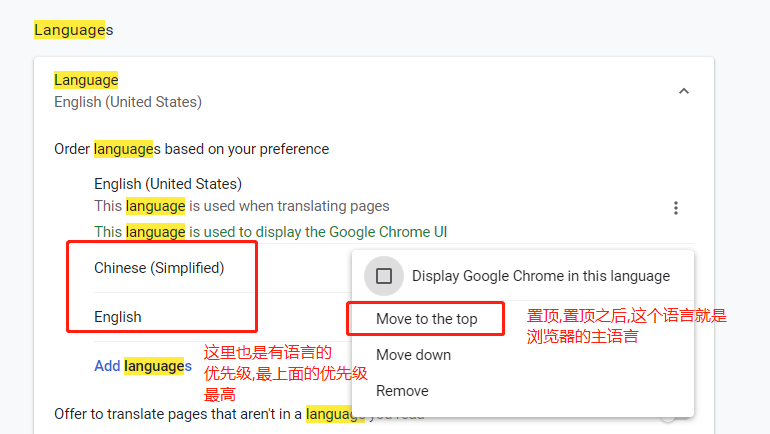 Languages
Language
English (United States)
Order languages based on your preference
English (United States)
This language is used when translating pages
This language is used to display the Google Chrome UI
Chinese (Simplified)
English
Add languages
Display Google Chrome in this language
Move to the top
Move down
Remove
置顶,置顶之后,这个语言就是
浏览器的主语言
这里也是有语言的
优先级,最上面的优先级
最高
Offer to translate pages that aren't in a language you read